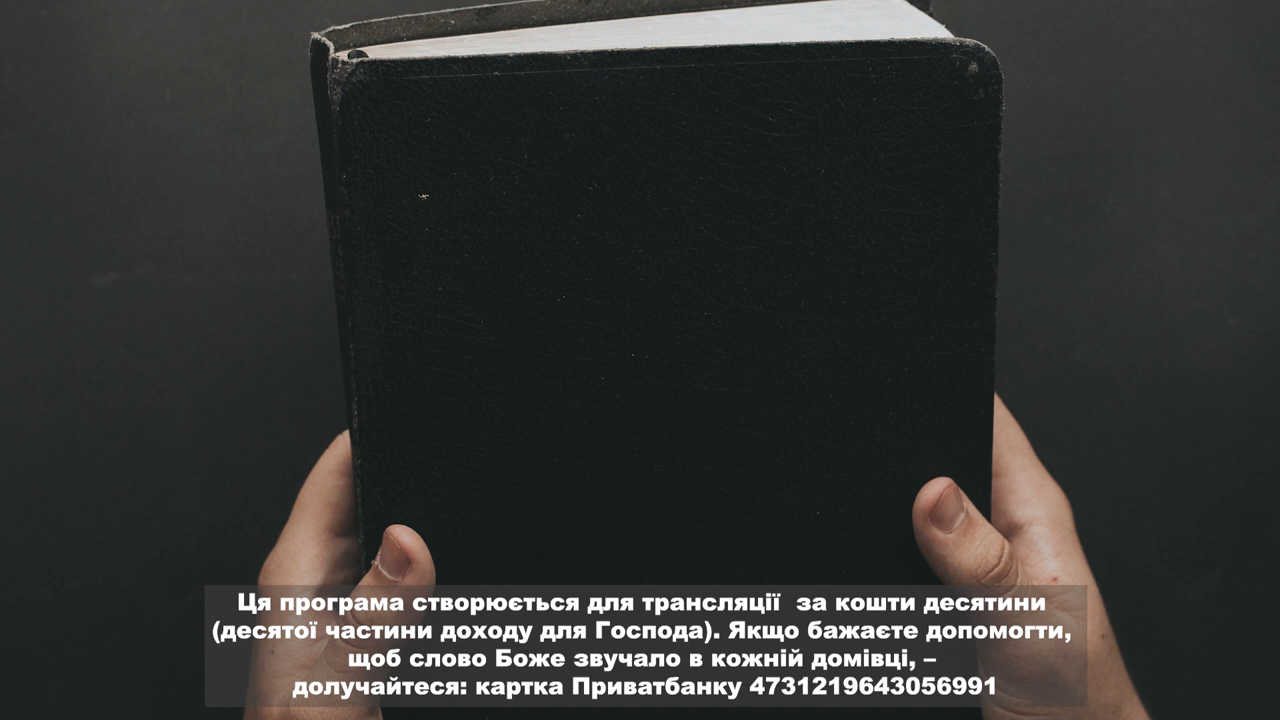 Ця програма створюється для трансляції за кошти десятини
(десятої частини доходу для Господа). Якщо бажаєте допомогти,
щоб слово Боже звучало в кожній домівці, –
долучайтеся: картка Приватбанку 4731219643056991